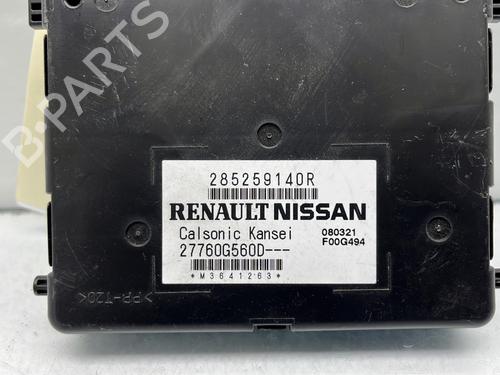 B-PARTS
285259140R
RENAULT NISSAN
Calsonic Kansei
080321
27760G560D---
F00G494
*M3641263*
>PP-T20<